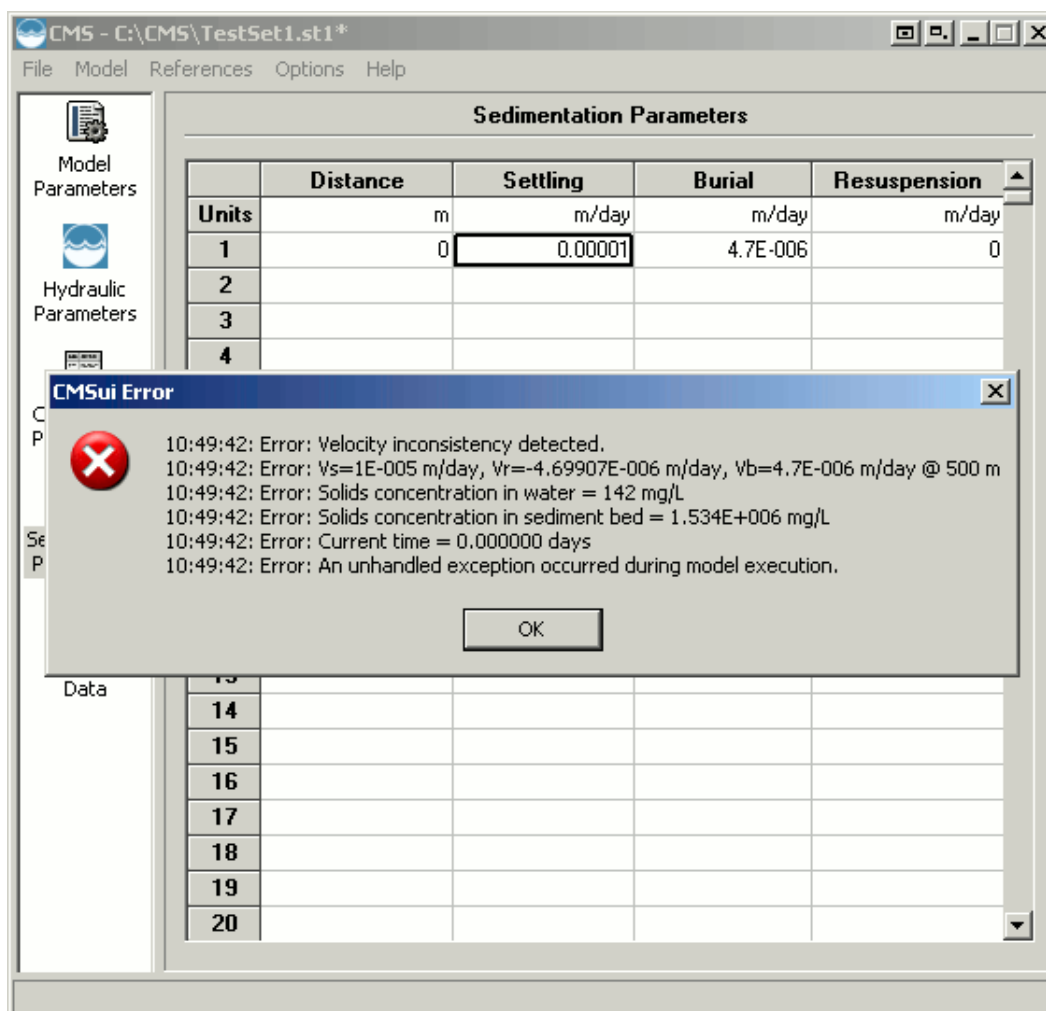 CMS - C:\CMS\TestSet1.st1*
File Model References Options Help
Model
Parameters
Hydraulic
Parameters
C
P
Se
P
Data
Sedimentation Parameters
Distance Settling Burial Resuspension
Units m m/day m/day m/day
1 0 0.00001 4.7E-006 0
2
3
4
CMSui Error
10:49:42: Error: Velocity inconsistency detected.
10:49:42: Error: Vs=1E-005 m/day, Vr=-4.69907E-006 m/day, Vb=4.7E-006 m/day @ 500 m
10:49:42: Error: Solids concentration in water = 142 mg/L
10:49:42: Error: Solids concentration in sediment bed = 1.534E+006 mg/L
10:49:42: Error: Current time = 0.000000 days
10:49:42: Error: An unhandled exception occurred during model execution.
OK
14
15
16
17
18
19
20